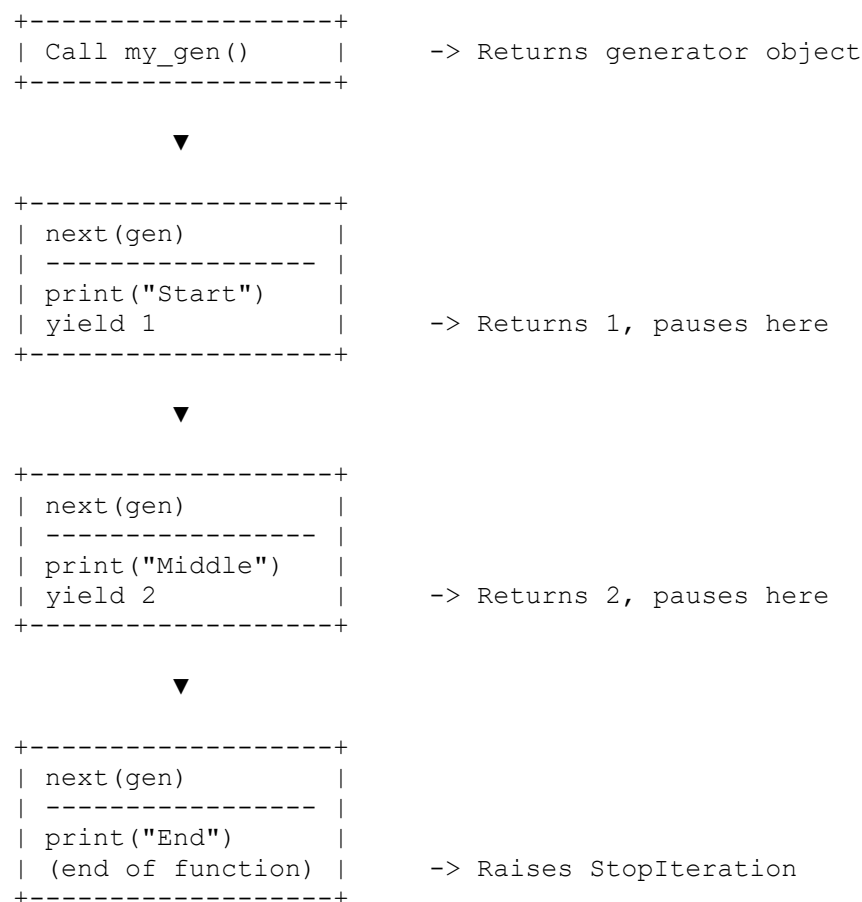 +-------------------+
| Call my_gen()     |     -> Returns generator object
+-------------------+
▼
+-------------------+
| next(gen)         |
| ----------------- |
| print("Start")    |
| yield 1           |     -> Returns 1, pauses here
+-------------------+
▼
+-------------------+
| next(gen)         |
| ----------------- |
| print("Middle")   |
| yield 2           |     -> Returns 2, pauses here
+-------------------+
▼
+-------------------+
| next(gen)         |
| ----------------- |
| print("End")      |
| (end of function) |     -> Raises StopIteration
+-------------------+